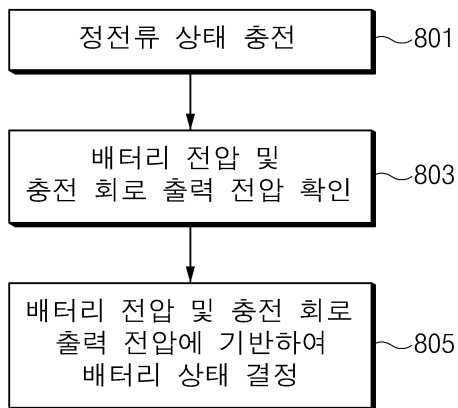 정전류 상태 충전
801
배터리 전압 및
충전 회로 출력 전압 확인
803
배터리 전압 및 충전 회로
출력 전압에 기반하여
배터리 상태 결정
805